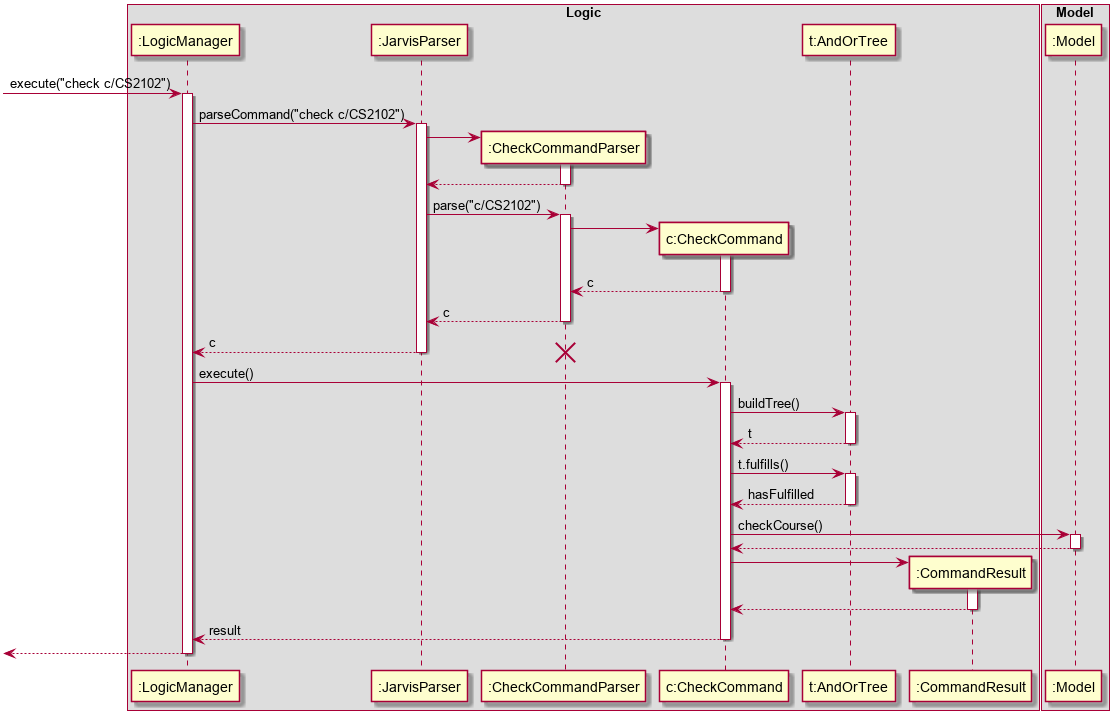 Logic
Model
:LogicManager
:JarvisParser
t:AndOrTree
:Model
execute("check c/CS2102")
parseCommand("check c/CS2102")
:CheckCommandParser
parse("c/CS2102")
c:CheckCommand
c
c
c
execute()
buildTree()
t
t.fulfills()
hasFulfilled
checkCourse()
:CommandResult
result
:LogicManager
:JarvisParser
:CheckCommandParser
c:CheckCommand
t:AndOrTree
:CommandResult
:Model